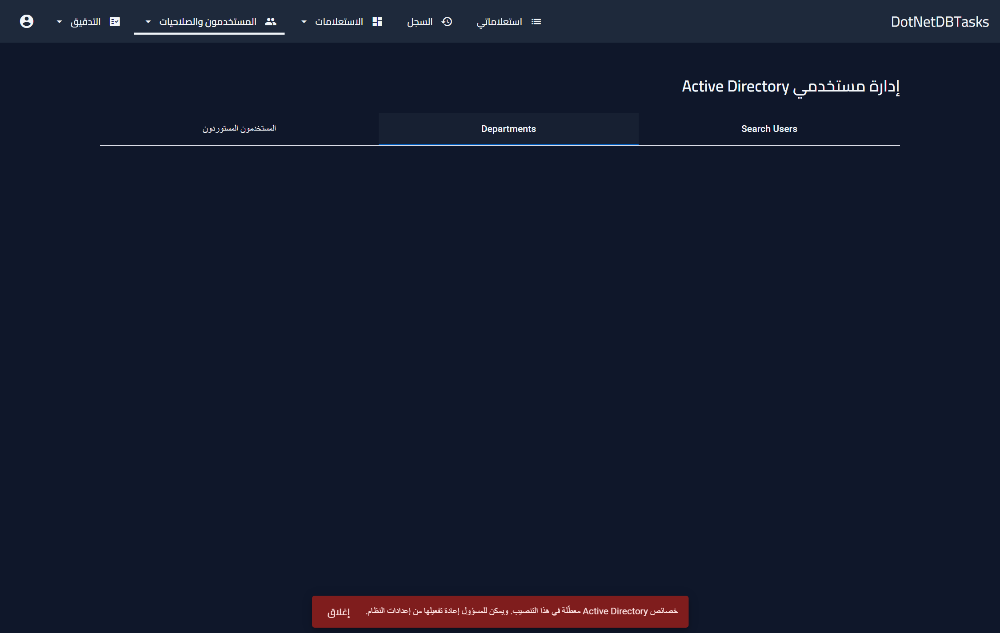 DotNetDBTasks
استعلاماتي
السجل
الاستعلامات
المستخدمون والصلاحيات
التدقيق
إدارة مستخدمي Active Directory
Search Users
Departments
المستخدمون المستوردون
خصائص Active Directory معطّلة في هذا التنصيب. ويمكن للمسؤول إعادة تفعيلها من إعدادات النظام.
إغلاق